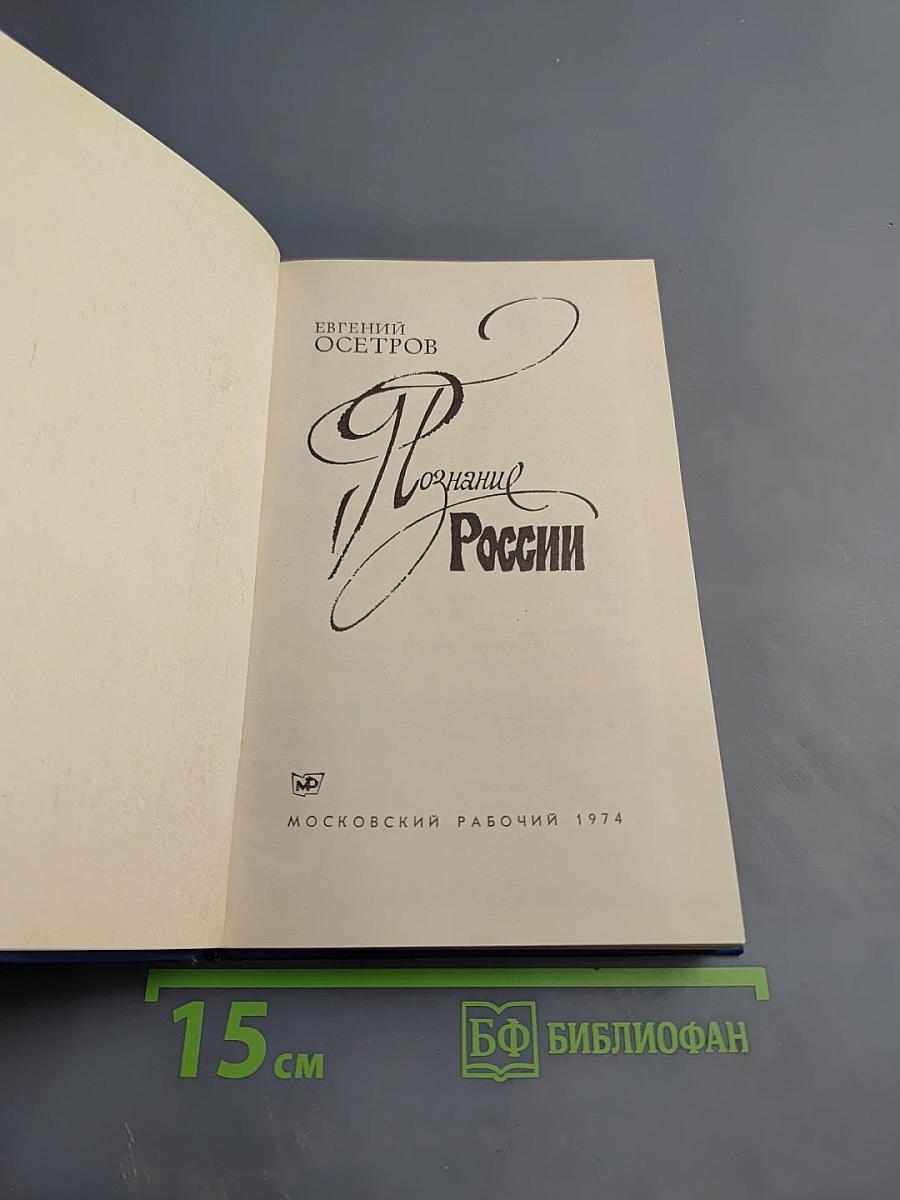 ЕВГЕНИЙ
ОСЕТРОВ
Познание
России
МР
МОСКОВСКИЙ РАБОЧИЙ 1974
15 см
БФ БИБЛИОФАН